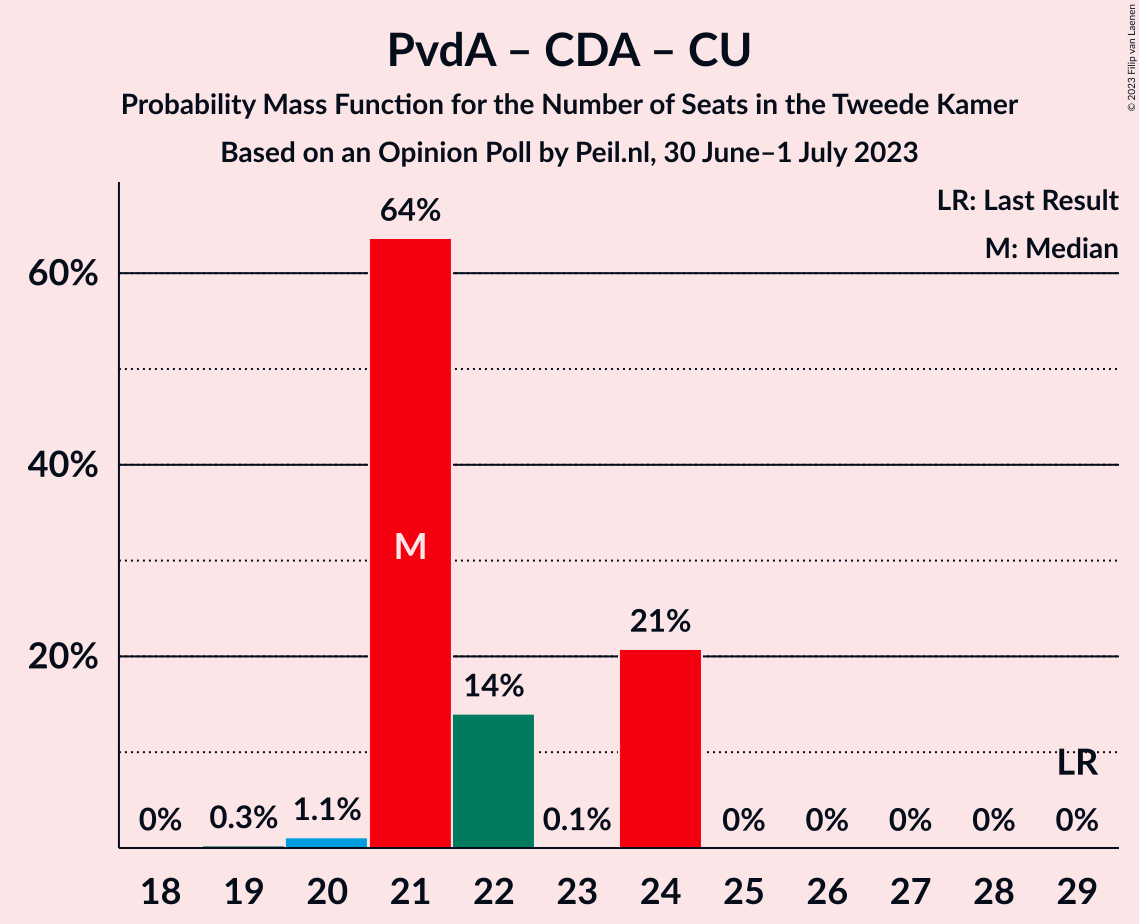 PvdA – CDA – CU
Probability Mass Function for the Number of Seats in the Tweede Kamer
Based on an Opinion Poll by Peil.nl, 30 June–1 July 2023
© 2023 Filip van Laenen
LR: Last Result
M: Median
60%
40%
20%
0%
0.3%
1.1%
64%
M
14%
0.1%
21%
0%
0%
0%
0%
LR
0%
18 19 20 21 22 23 24 25 26 27 28 29